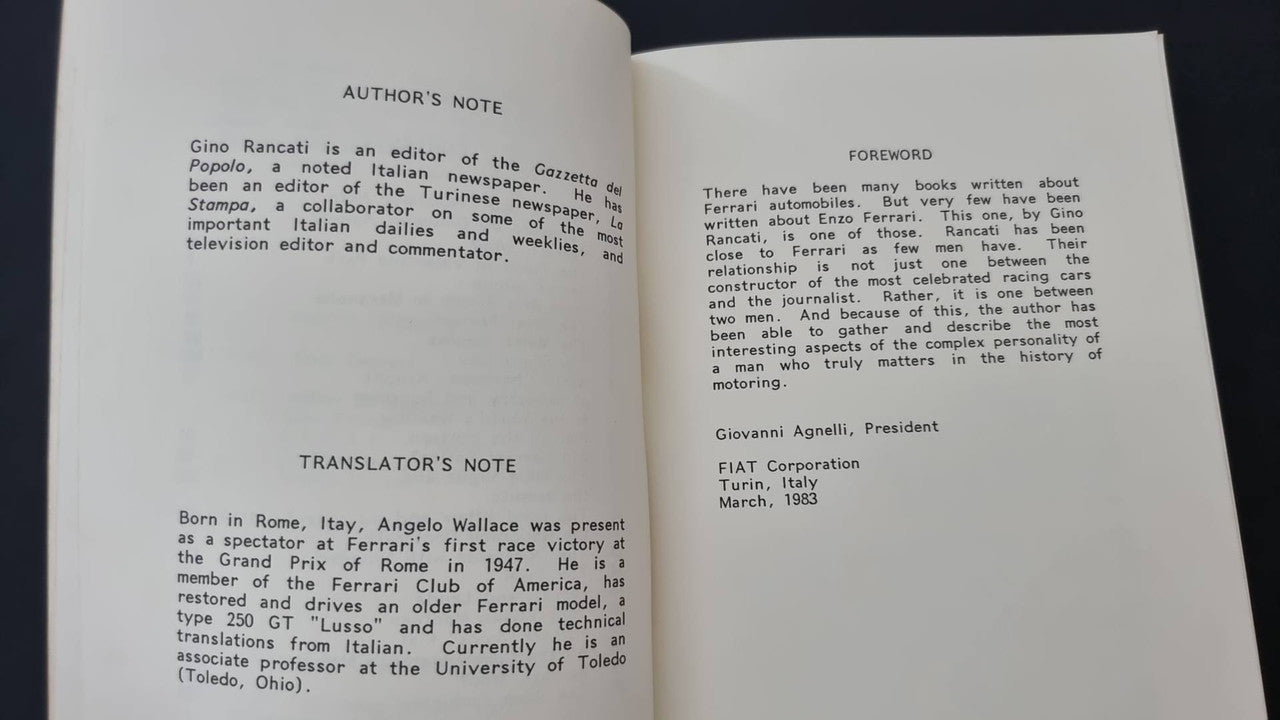 AUTHOR'S NOTE
Gino Rancati is an editor of the Gazzetta del
Popolo, a noted Italian newspaper. He has
been an editor of the Turinese newspaper, La
Stampa, a collaborator on some of the most
important Italian dailies and weeklies, and
television editor and commentator.
TRANSLATOR'S NOTE
Born in Rome, Itay, Angelo Wallace was present
as a spectator at Ferrari's first race victory at
the Grand Prix of Rome in 1947. He is a
member of the Ferrari Club of America, has
restored and drives an older Ferrari model, a
type 250 GT "Lusso" and has done technical
translations from Italian. Currently he is an
associate professor at the University of Toledo
(Toledo, Ohio).
FOREWORD
There have been many books written about
Ferrari automobiles. But very few have been
written about Enzo Ferrari. This one, by Gino
Rancati, is one of those. Rancati has been
close to Ferrari as few men have. Their
relationship is not just one between the
constructor of the most celebrated racing cars
and the journalist. Rather, it is one between
two men. And because of this, the author has
been able to gather and describe the most
interesting aspects of the complex personality of
a man who truly matters in the history of
motoring.
Giovanni Agnelli, President
FIAT Corporation
Turin, Italy
March, 1983